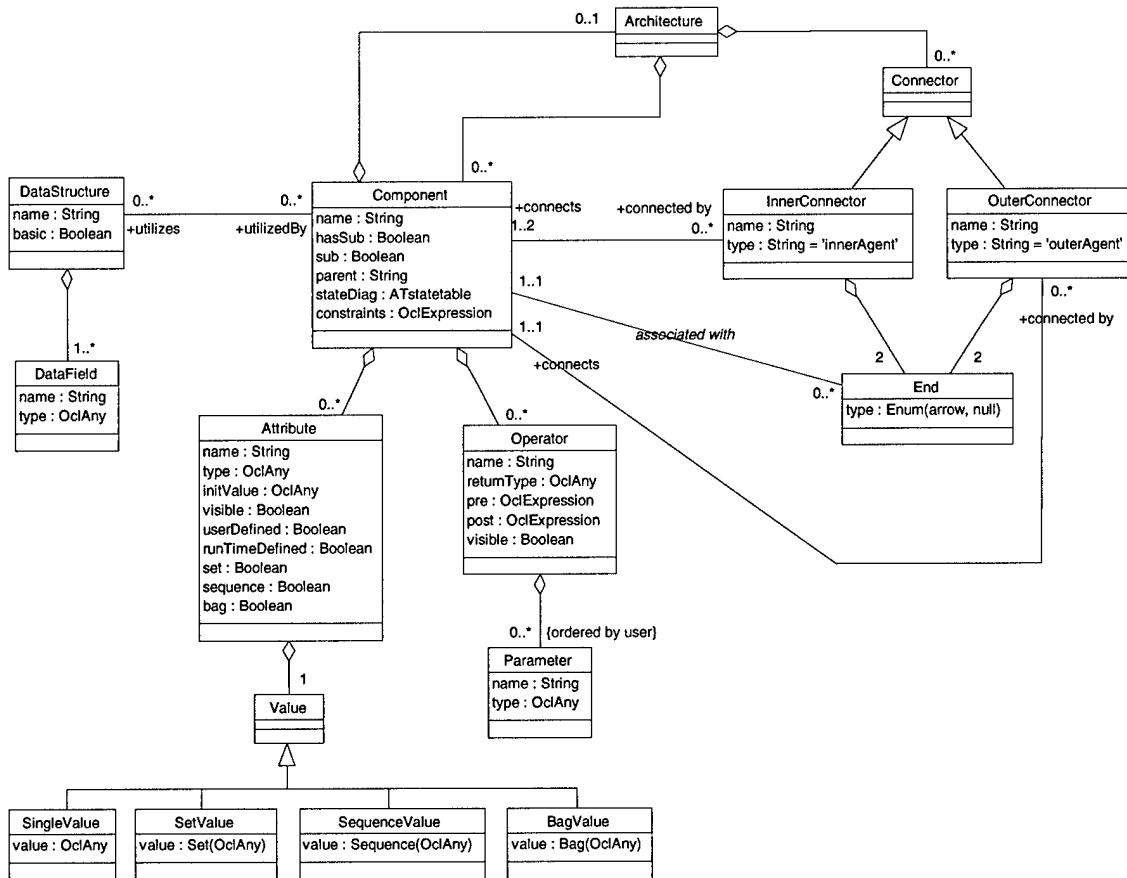 Architecture
0..1
0..*
Connector
0..*
DataStructure
name : String
basic : Boolean
0..*
+utilizes
0..*
+utilizedBy
Component
name : String
hasSub : Boolean
sub : Boolean
parent : String
stateDiag : ATstatetable
constraints : OclExpression
+connects
1..2
+connected by
0..*
InnerConnector
name : String
type : String = 'innerAgent'
OuterConnector
name : String
type : String = 'outerAgent'
1..1
1..1
+connects
associated with
0..*
0..*
+connected by
2
2
End
type : Enum(arrow, null)
1..*
DataField
name : String
type : OclAny
0..*
Attribute
name : String
type : OclAny
initValue : OclAny
visible : Boolean
userDefined : Boolean
runTimeDefined : Boolean
set : Boolean
sequence : Boolean
bag : Boolean
0..*
Operator
name : String
returnType : OclAny
pre : OclExpression
post : OclExpression
visible : Boolean
0..* {ordered by user}
Parameter
name : String
type : OclAny
1
Value
SingleValue
value : OclAny
SetValue
value : Set(OclAny)
SequenceValue
value : Sequence(OclAny)
BagValue
value : Bag(OclAny)